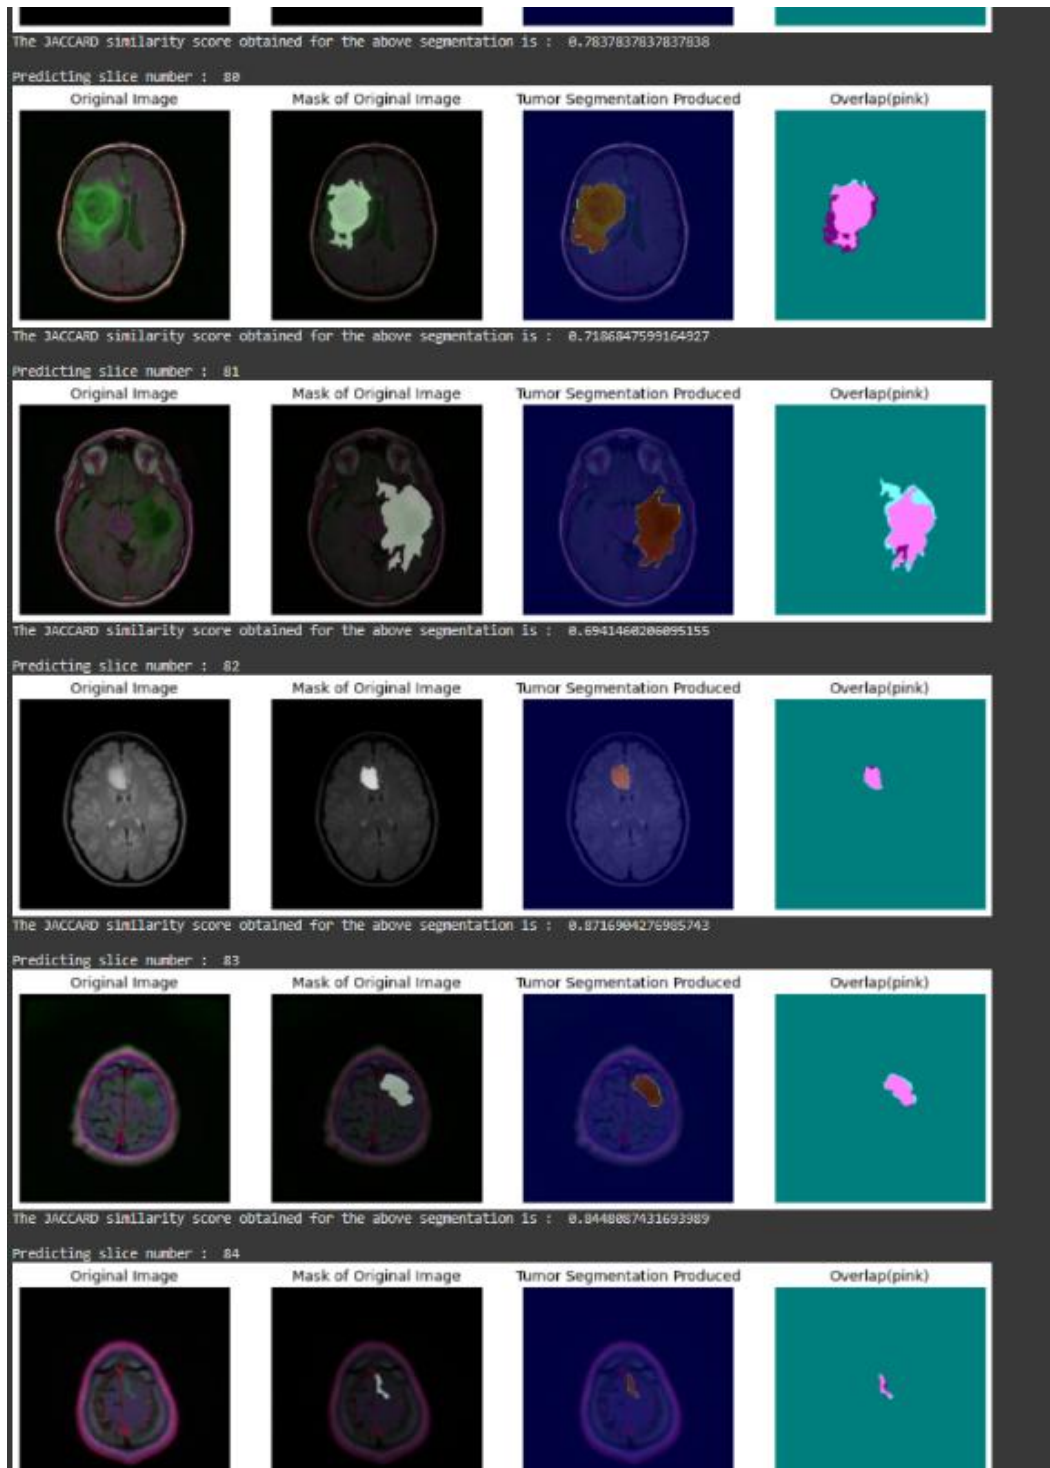 The JACCARD similarity score obtained for the above segmentation is : 0.7837837837837838
Predicting slice number : 80
Original Image Mask of Original Image Tumor Segmentation Produced Overlap(pink)
The JACCARD similarity score obtained for the above segmentation is : 0.7186847599164927
Predicting slice number : 81
Original Image Mask of Original Image Tumor Segmentation Produced Overlap(pink)
The JACCARD similarity score obtained for the above segmentation is : 0.6941460206095155
Predicting slice number : 82
Original Image Mask of Original Image Tumor Segmentation Produced Overlap(pink)
The JACCARD similarity score obtained for the above segmentation is : 0.8716904276985743
Predicting slice number : 83
Original Image Mask of Original Image Tumor Segmentation Produced Overlap(pink)
The JACCARD similarity score obtained for the above segmentation is : 0.8448087431693989
Predicting slice number : 84
Original Image Mask of Original Image Tumor Segmentation Produced Overlap(pink)